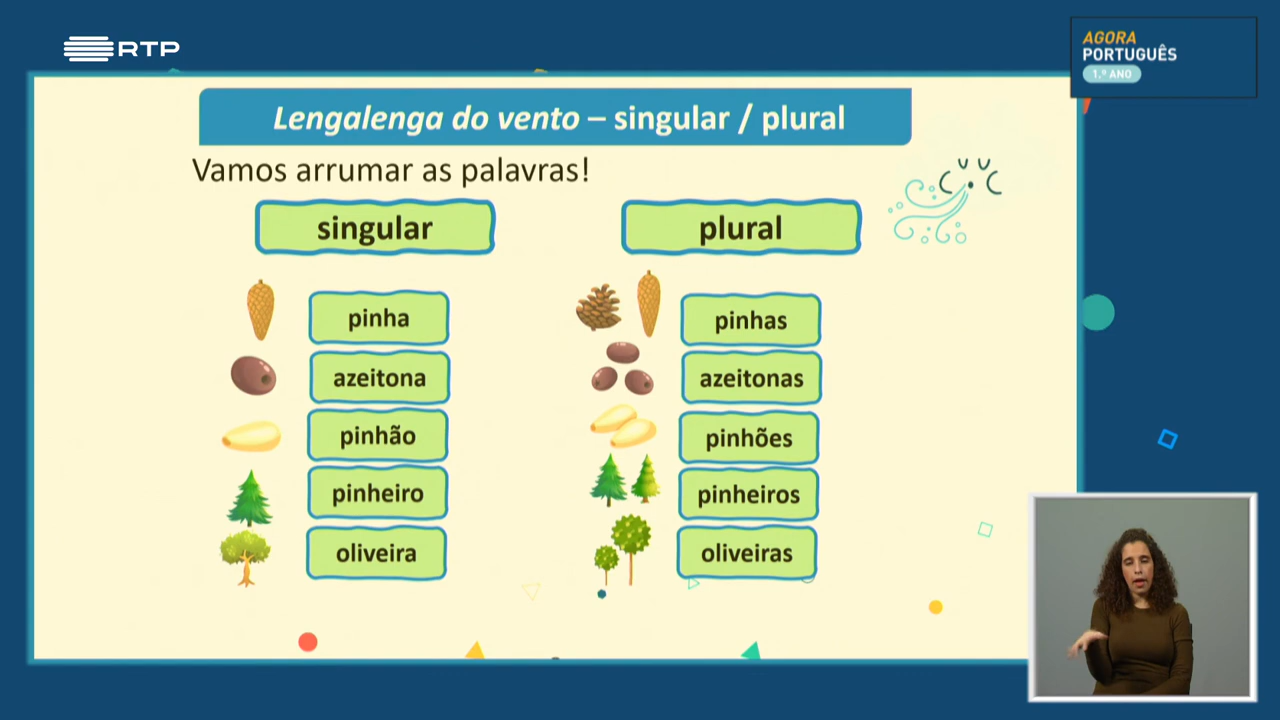 RTP
AGORA
PORTUGUÊS
1.º ANO
Lengalenga do vento – singular / plural
Vamos arrumar as palavras!
singular
plural
pinha
pinhas
azeitona
azeitonas
pinhão
pinhões
pinheiro
pinheiros
oliveira
oliveiras